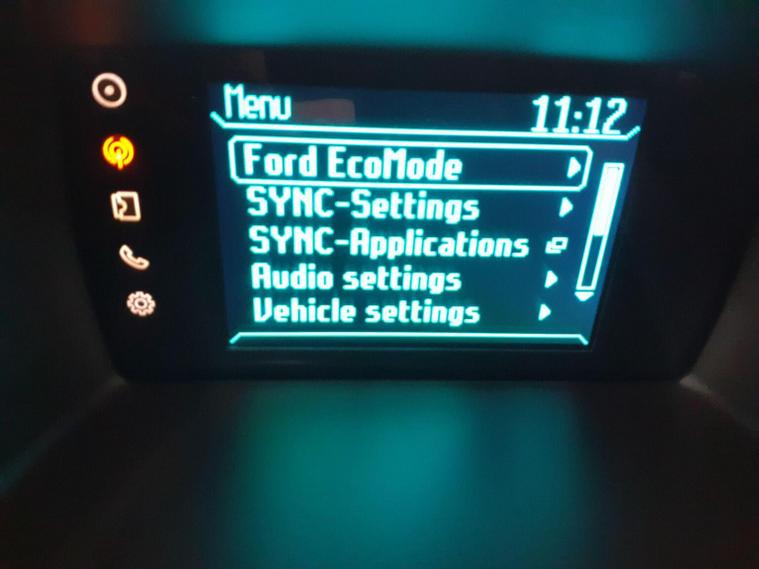 Menu
11:12
Ford EcoMode
SYNC-Settings
SYNC-Applications
Audio settings
Vehicle settings